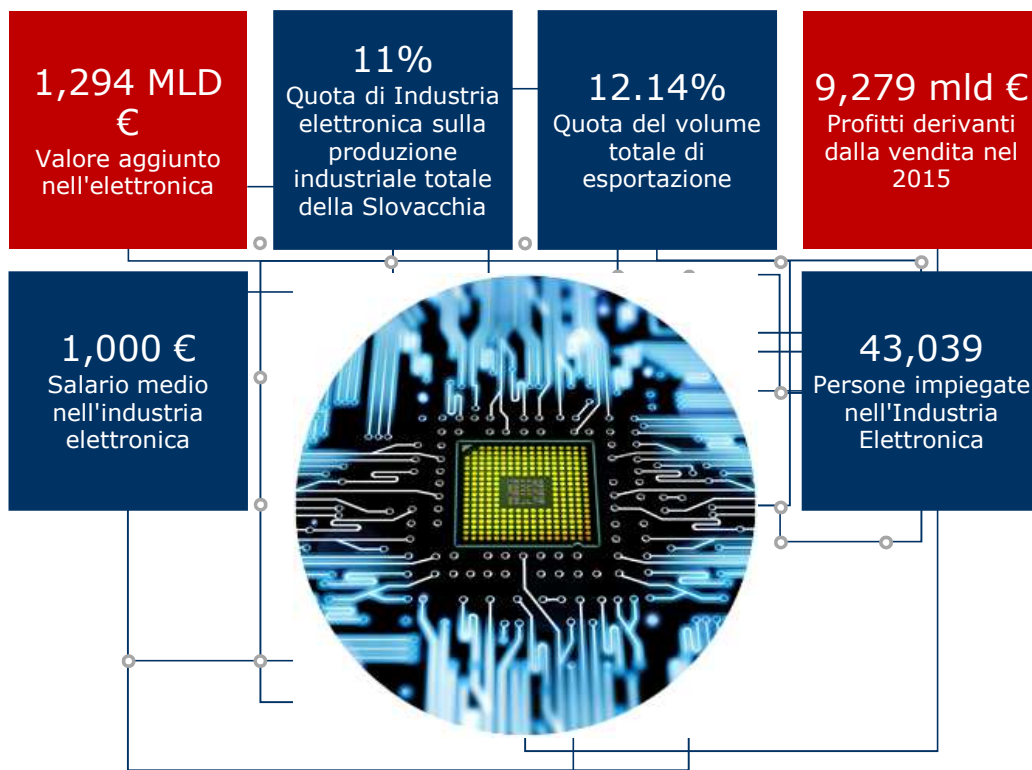 1,294 MLD
€
Valore aggiunto
nell'elettronica
11%
Quota di Industria
elettronica sulla
produzione
industriale totale
della Slovacchia
12.14%
Quota del volume
totale di
esportazione
9,279 mld €
Profitti derivanti
dalla vendita nel
2015
1,000 €
Salario medio
nell'industria
elettronica
43,039
Persone impiegate
nell'Industria
Elettronica